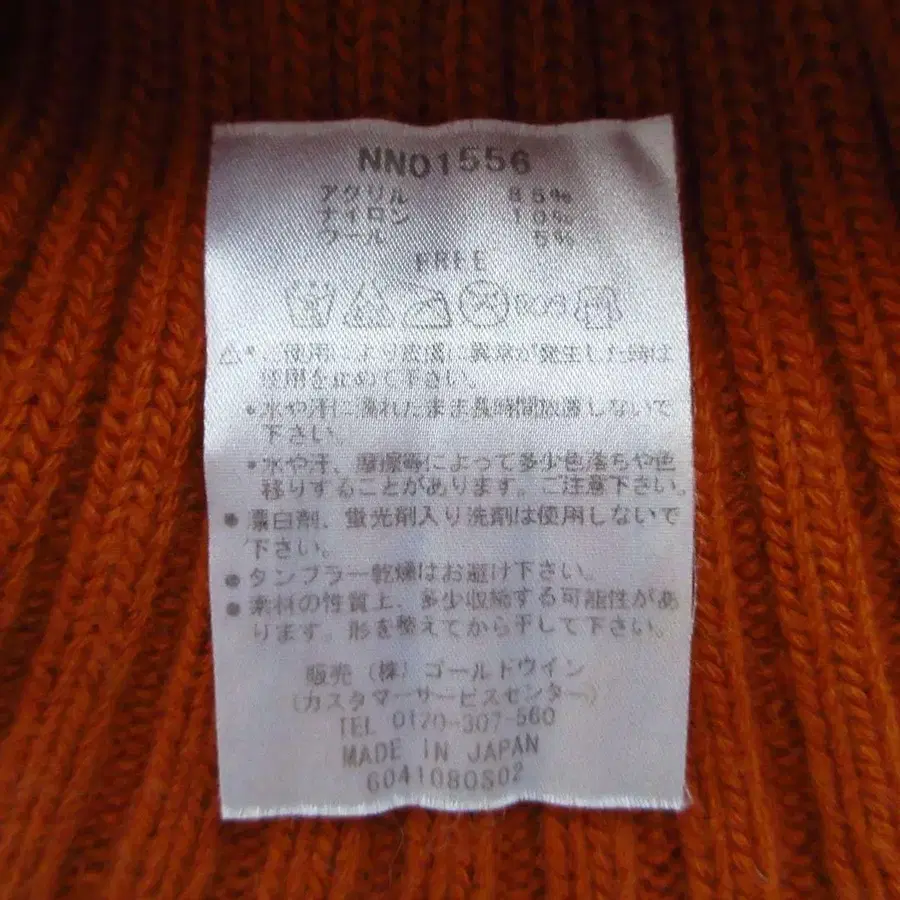 NN01556
アクリル 85%
ナイロン 10%
ウール 5%
FREE
⚠・ご使用により皮膚に異常が発生した時は
使用を止めて下さい。
・水や汗に濡れたまま長時間放置しないで
下さい。
・水や汗、摩擦等によって多少色落ちや色
移りすることがあります。ご注意下さい。
●漂白剤、蛍光剤入り洗剤は使用しないで
下さい。
●タンブラー乾燥はお避け下さい。
●素材の性質上、多少収縮する可能性があ
ります。形を整えてから干して下さい。
販売 (株) ゴールドウイン
(カスタマーサービスセンター)
TEL 0120-307-560
MADE IN JAPAN
6041080S02